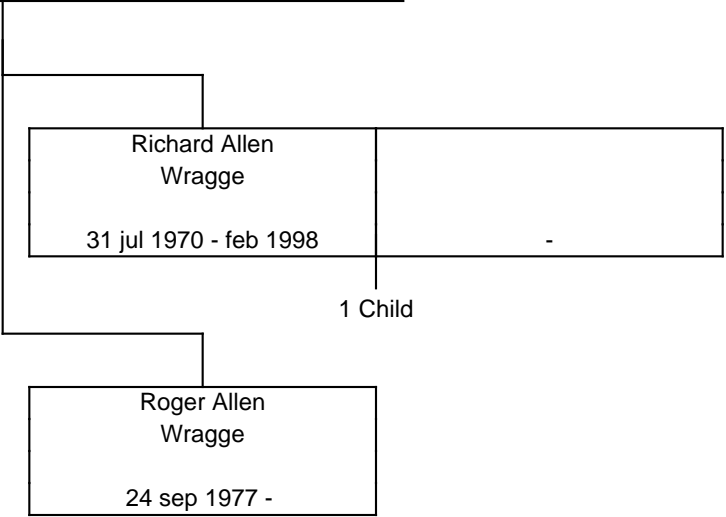 Richard Allen
Wragge
31 jul 1970 - feb 1998
-
1 Child
Roger Allen
Wragge
24 sep 1977 -